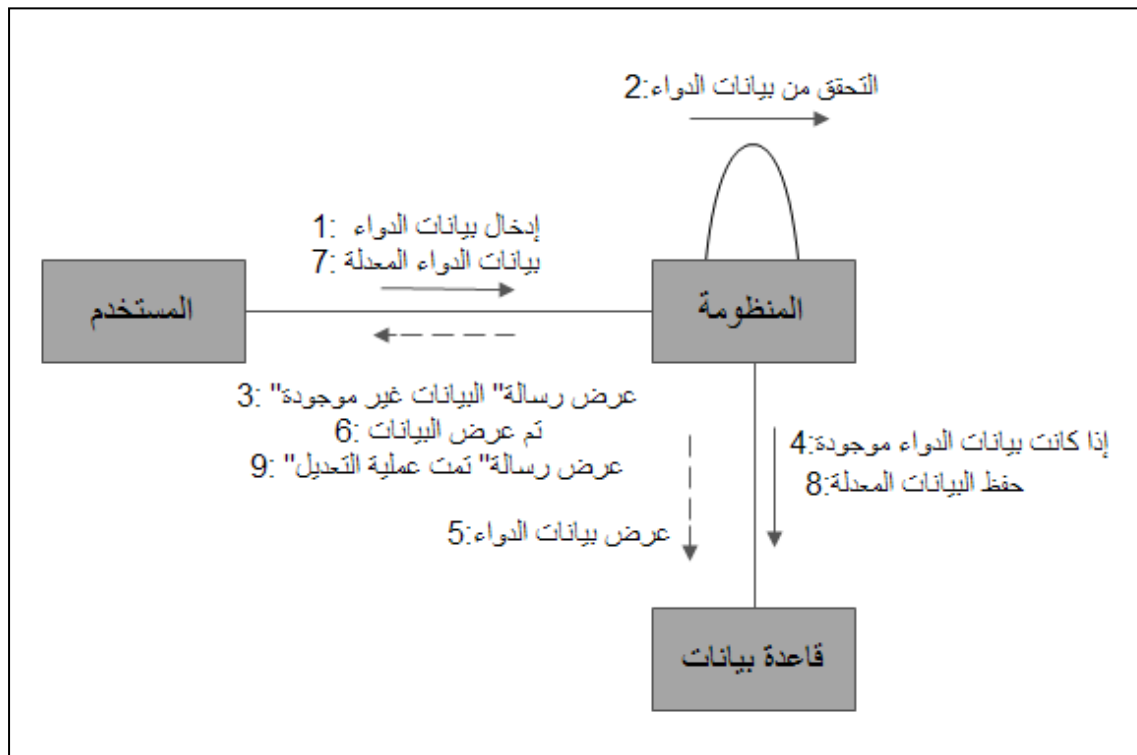 2:التحقق من بيانات الدواء
1: إدخال بيانات الدواء
7: بيانات الدواء المعدلة
المستخدم
المنظومة
3: عرض رسالة" البيانات غير موجودة"
6: تم عرض البيانات
9: عرض رسالة" تمت عملية التعديل"
4:إذا كانت بيانات الدواء موجودة
8:حفظ البيانات المعدلة
5:عرض بيانات الدواء
قاعدة بيانات